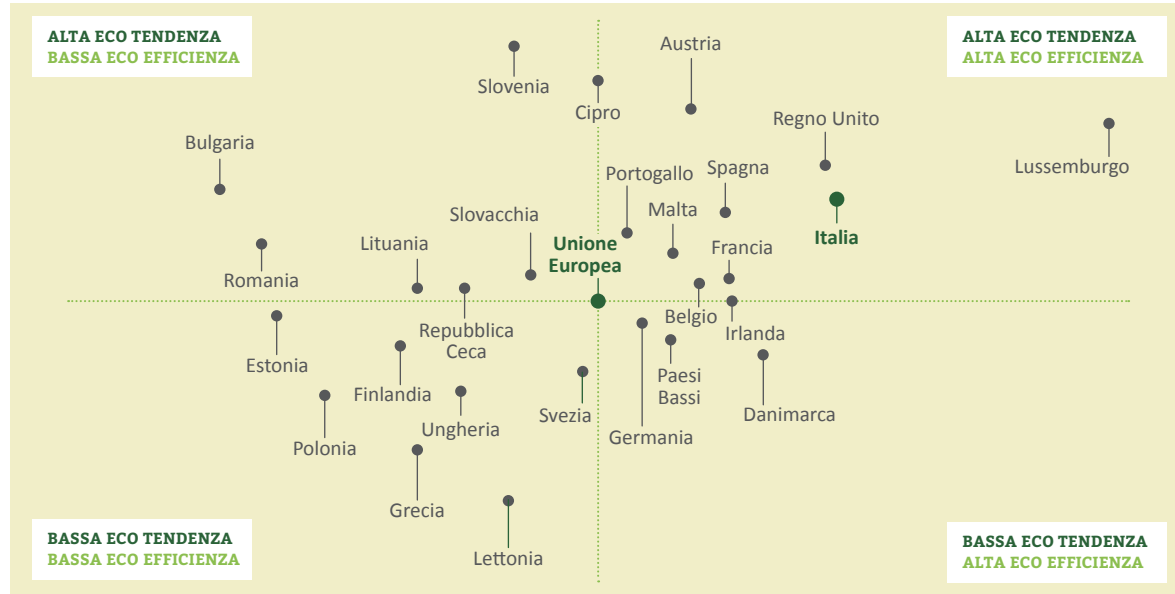 ALTA ECO TENDENZA
BASSA ECO EFFICIENZA
ALTA ECO TENDENZA
ALTA ECO EFFICIENZA
Austria
Slovenia
Cipro
Regno Unito
Bulgaria
Lussemburgo
Portogallo
Spagna
Malta
Slovacchia
Lituania
Unione
Europea
Francia
Italia
Romania
Belgio
Repubblica
Ceca
Irlanda
Estonia
Finlandia
Paesi
Bassi
Svezia
Danimarca
Ungheria
Germania
Polonia
Grecia
Lettonia
BASSA ECO TENDENZA
BASSA ECO EFFICIENZA
BASSA ECO TENDENZA
ALTA ECO EFFICIENZA